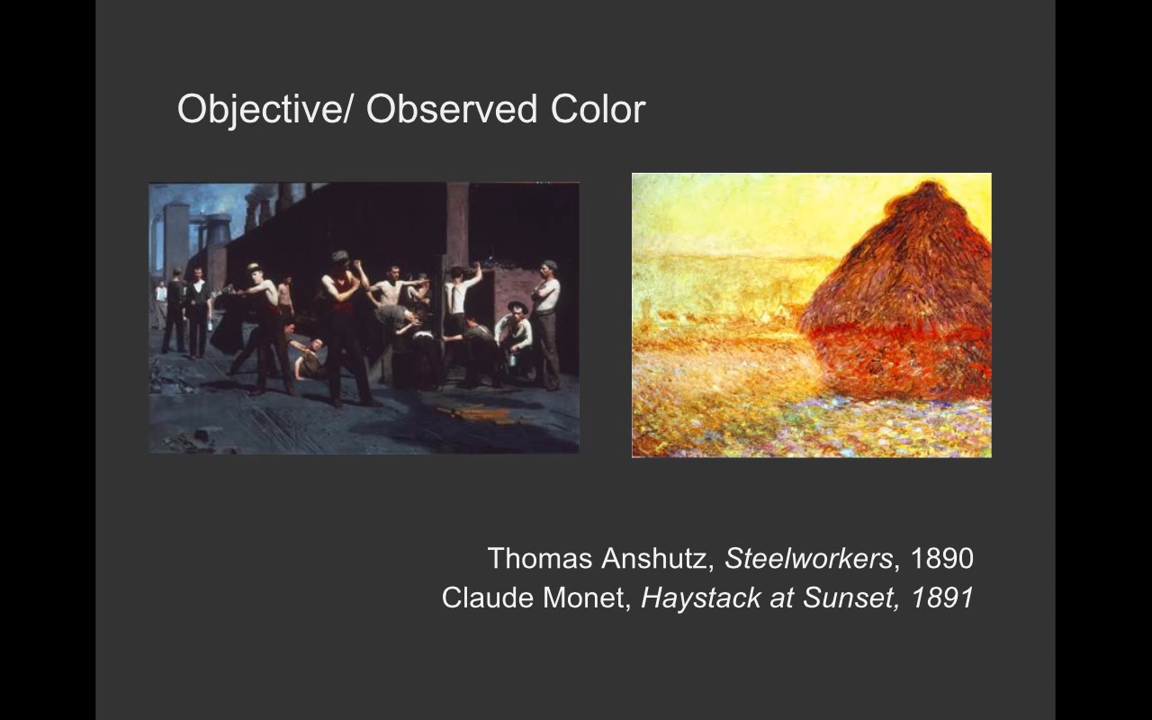 Objective/ Observed Color
Thomas Anshutz, Steelworkers, 1890
Claude Monet, Haystack at Sunset, 1891